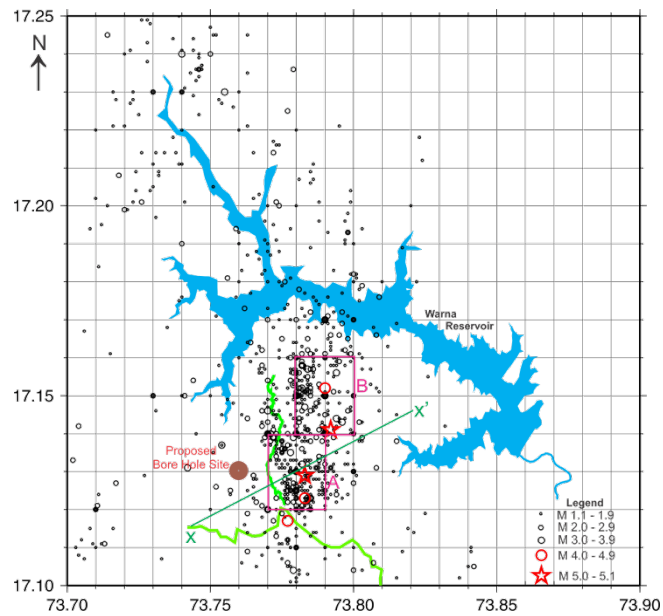 17.25
N
17.20
Warna
Reservoir
B
17.15
X'
Proposed
Bore Hole Site
A
X
Legend
M 1.1 - 1.9
M 2.0 - 2.9
M 3.0 - 3.9
M 4.0 - 4.9
M 5.0 - 5.1
17.10
73.70
73.75
73.80
73.85
73.90